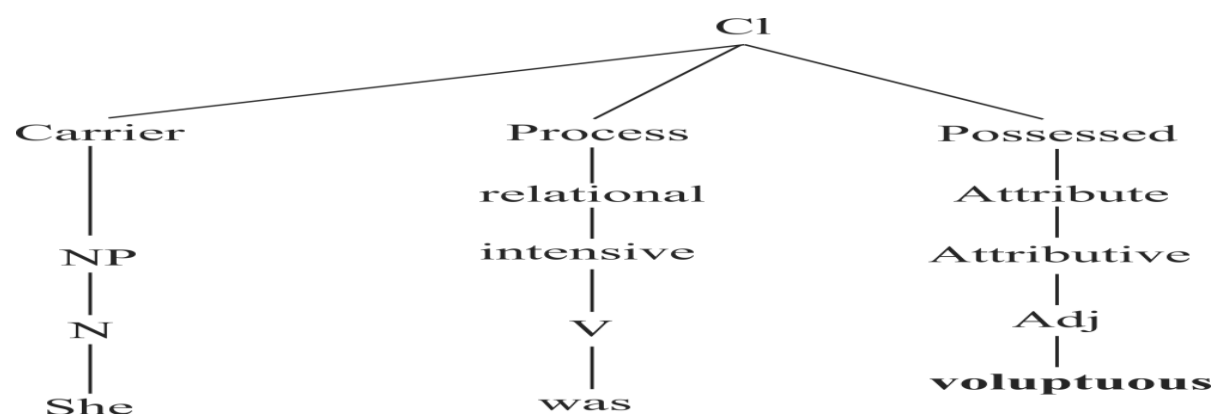 Cl
Carrier Process Possessed
relational Attribute
NP intensive Attributive
N V Adj
She was voluptuous